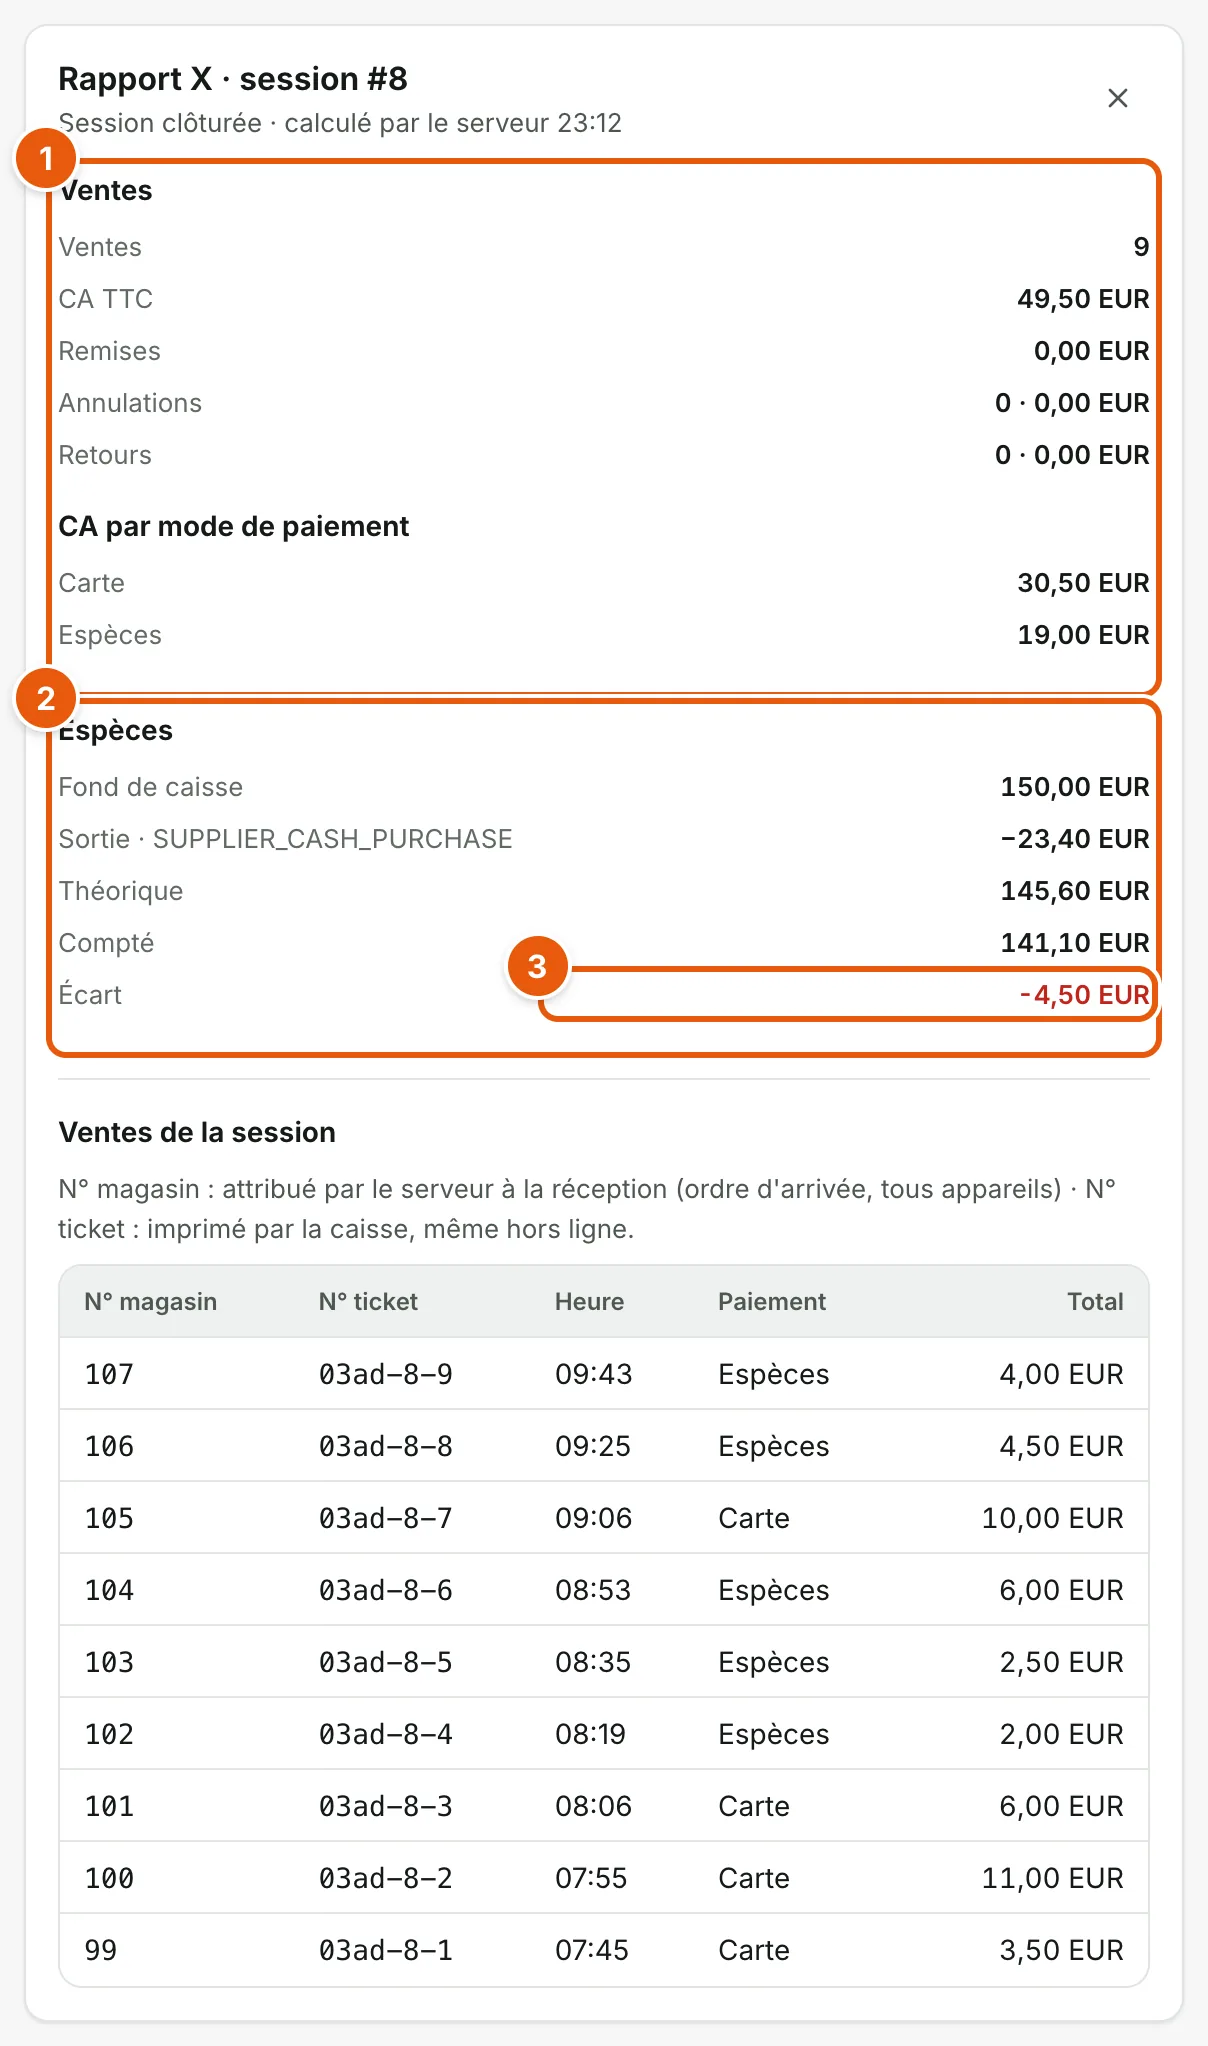 Rapport X · session #8
Session clôturée · calculé par le serveur 23:12
1
Ventes
Ventes 9
CA TTC 49,50 EUR
Remises 0,00 EUR
Annulations 0 · 0,00 EUR
Retours 0 · 0,00 EUR
CA par mode de paiement
Carte 30,50 EUR
Espèces 19,00 EUR
2
Espèces
Fond de caisse 150,00 EUR
Sortie · SUPPLIER_CASH_PURCHASE −23,40 EUR
Théorique 145,60 EUR
Compté 141,10 EUR
3
Écart -4,50 EUR
Ventes de la session
N° magasin : attribué par le serveur à la réception (ordre d'arrivée, tous appareils) · N°
ticket : imprimé par la caisse, même hors ligne.
N° magasin N° ticket Heure Paiement Total
107 03ad-8-9 09:43 Espèces 4,00 EUR
106 03ad-8-8 09:25 Espèces 4,50 EUR
105 03ad-8-7 09:06 Carte 10,00 EUR
104 03ad-8-6 08:53 Espèces 6,00 EUR
103 03ad-8-5 08:35 Espèces 2,50 EUR
102 03ad-8-4 08:19 Espèces 2,00 EUR
101 03ad-8-3 08:06 Carte 6,00 EUR
100 03ad-8-2 07:55 Carte 11,00 EUR
99 03ad-8-1 07:45 Carte 3,50 EUR